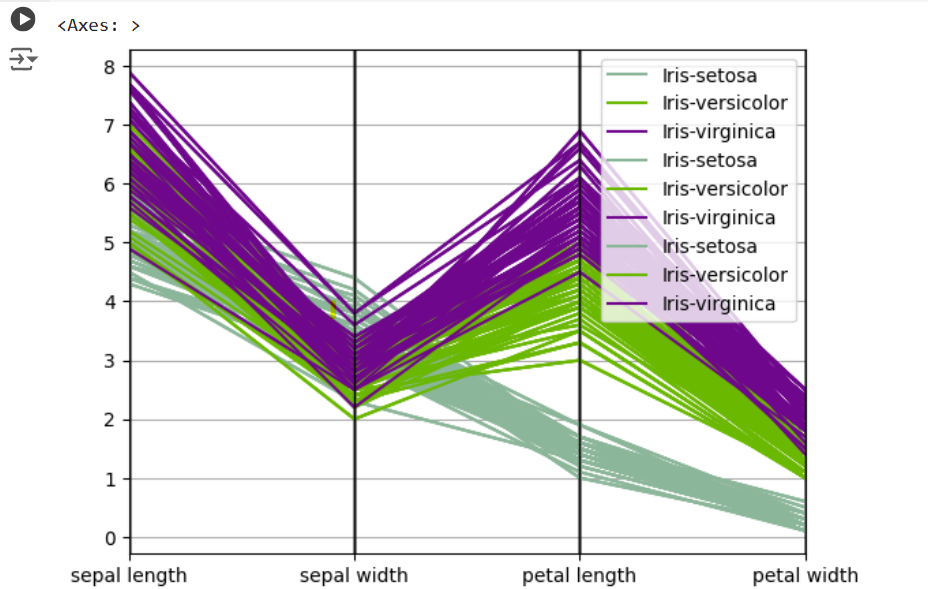 <Axes: >
8
7
6
5
4
3
2
1
0
Iris-setosa
Iris-versicolor
Iris-virginica
Iris-setosa
Iris-versicolor
Iris-virginica
Iris-setosa
Iris-versicolor
Iris-virginica
sepal length sepal width petal length petal width